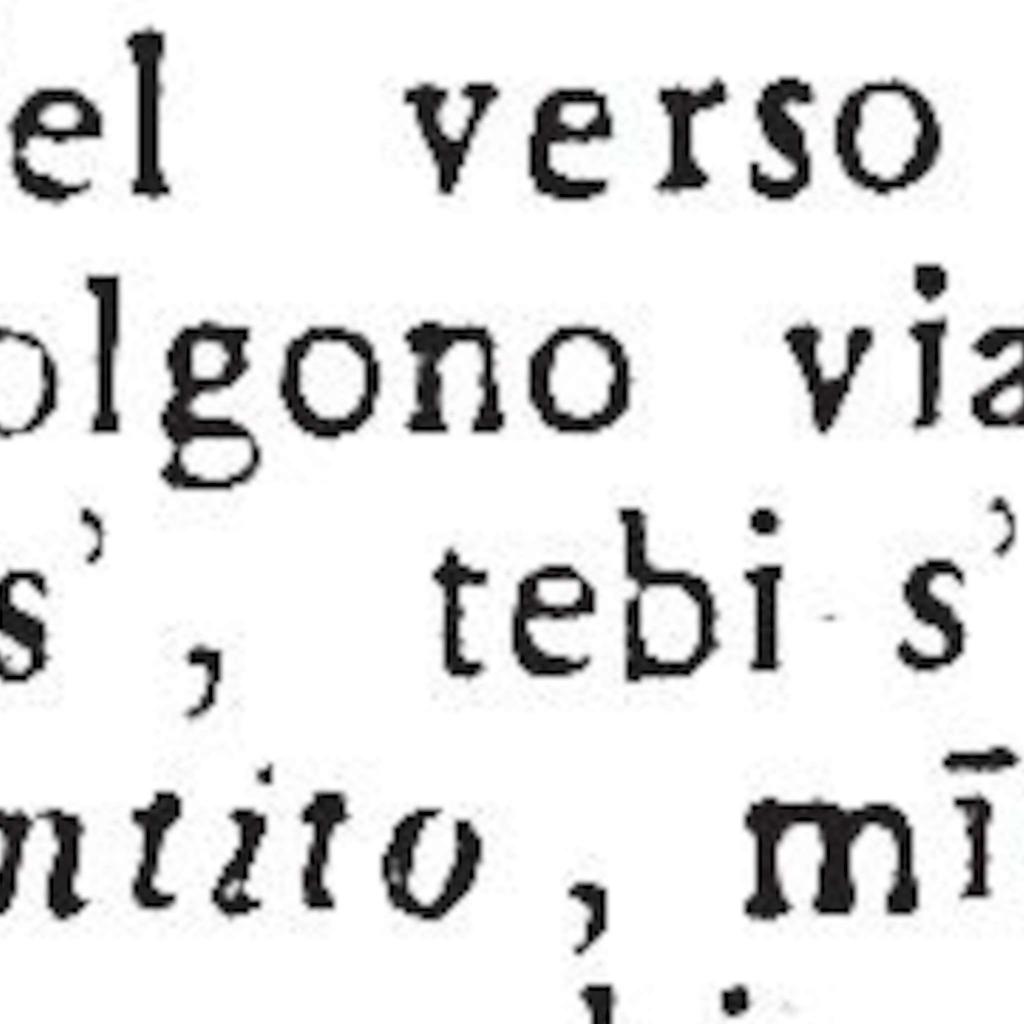 el verso
olgono via
s’, tebi s’
ntito, mī